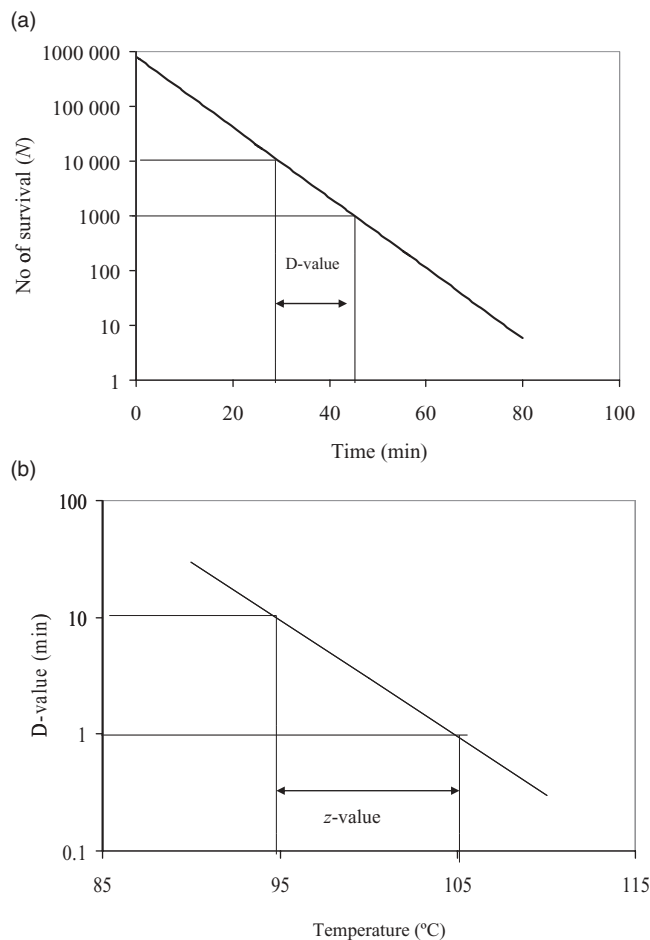 (a)
1000 000
100 000
10 000
1000
100
10
1
No of survival (N)
D-value
0 20 40 60 80 100
Time (min)
(b)
100
10
1
0.1
D-value (min)
z-value
85 95 105 115
Temperature (ºC)